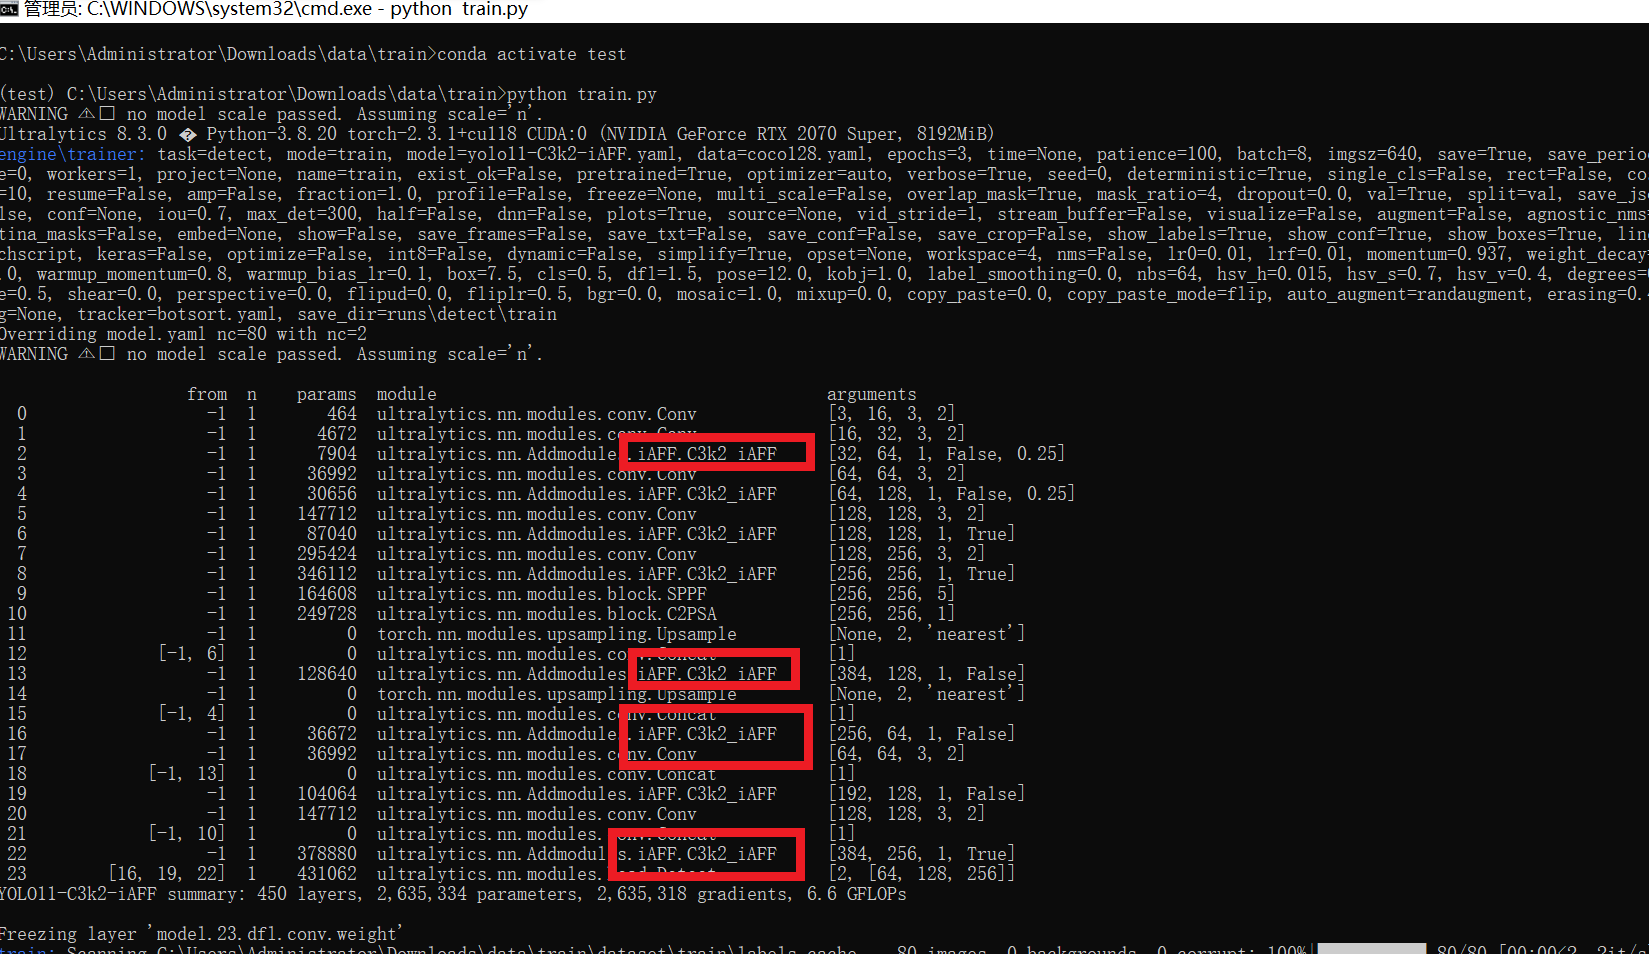 管理员: C:\WINDOWS\system32\cmd.exe - python  train.py
C:\Users\Administrator\Downloads\data\train>conda activate test
(test) C:\Users\Administrator\Downloads\data\train>python train.py
WARNING ⚠□ no model scale passed. Assuming scale='n'.
Ultralytics 8.3.0 � Python-3.8.20 torch-2.3.1+cu118 CUDA:0 (NVIDIA GeForce RTX 2070 Super, 8192MiB)
engine\trainer: task=detect, mode=train, model=yolo11-C3k2-iAFF.yaml, data=coco128.yaml, epochs=3, time=None, patience=100, batch=8, imgsz=640, save=True, save_perio
e=0, workers=1, project=None, name=train, exist_ok=False, pretrained=True, optimizer=auto, verbose=True, seed=0, deterministic=True, single_cls=False, rect=False, co
=10, resume=False, amp=False, fraction=1.0, profile=False, freeze=None, multi_scale=False, overlap_mask=True, mask_ratio=4, dropout=0.0, val=True, split=val, save_js
lse, conf=None, iou=0.7, max_det=300, half=False, dnn=False, plots=True, source=None, vid_stride=1, stream_buffer=False, visualize=False, augment=False, agnostic_nms
tina_masks=False, embed=None, show=False, save_frames=False, save_txt=False, save_conf=False, save_crop=False, show_labels=True, show_conf=True, show_boxes=True, lin
chscript, keras=False, optimize=False, int8=False, dynamic=False, simplify=True, opset=None, workspace=4, nms=False, lr0=0.01, lrf=0.01, momentum=0.937, weight_decay
.0, warmup_momentum=0.8, warmup_bias_lr=0.1, box=7.5, cls=0.5, dfl=1.5, pose=12.0, kobj=1.0, label_smoothing=0.0, nbs=64, hsv_h=0.015, hsv_s=0.7, hsv_v=0.4, degrees=
e=0.5, shear=0.0, perspective=0.0, flipud=0.0, fliplr=0.5, bgr=0.0, mosaic=1.0, mixup=0.0, copy_paste=0.0, copy_paste_mode=flip, auto_augment=randaugment, erasing=0.4
g=None, tracker=botsort.yaml, save_dir=runs\detect\train
Overriding model.yaml nc=80 with nc=2
WARNING ⚠□ no model scale passed. Assuming scale='n'.
from  n    params  module                                       arguments
0                  -1  1       464  ultralytics.nn.modules.conv.Conv             [3, 16, 3, 2]
1                  -1  1      4672  ultralytics.nn.modules.conv.Conv             [16, 32, 3, 2]
2                  -1  1      7904  ultralytics.nn.Addmodules.iAFF.C3k2_iAFF     [32, 64, 1, False, 0.25]
3                  -1  1     36992  ultralytics.nn.modules.conv.Conv             [64, 64, 3, 2]
4                  -1  1     30656  ultralytics.nn.Addmodules.iAFF.C3k2_iAFF     [64, 128, 1, False, 0.25]
5                  -1  1    147712  ultralytics.nn.modules.conv.Conv             [128, 128, 3, 2]
6                  -1  1     87040  ultralytics.nn.Addmodules.iAFF.C3k2_iAFF     [128, 128, 1, True]
7                  -1  1    295424  ultralytics.nn.modules.conv.Conv             [128, 256, 3, 2]
8                  -1  1    346112  ultralytics.nn.Addmodules.iAFF.C3k2_iAFF     [256, 256, 1, True]
9                  -1  1    164608  ultralytics.nn.modules.block.SPPF            [256, 256, 5]
10                  -1  1    249728  ultralytics.nn.modules.block.C2PSA           [256, 256, 1]
11                  -1  1         0  torch.nn.modules.upsampling.Upsample         [None, 2, 'nearest']
12             [-1, 6]  1         0  ultralytics.nn.modules.conv.Concat           [1]
13                  -1  1    128640  ultralytics.nn.Addmodules.iAFF.C3k2_iAFF     [384, 128, 1, False]
14                  -1  1         0  torch.nn.modules.upsampling.Upsample         [None, 2, 'nearest']
15             [-1, 4]  1         0  ultralytics.nn.modules.conv.Concat           [1]
16                  -1  1     36672  ultralytics.nn.Addmodules.iAFF.C3k2_iAFF     [256, 64, 1, False]
17                  -1  1     36992  ultralytics.nn.modules.conv.Conv             [64, 64, 3, 2]
18            [-1, 13]  1         0  ultralytics.nn.modules.conv.Concat           [1]
19                  -1  1    104064  ultralytics.nn.Addmodules.iAFF.C3k2_iAFF     [192, 128, 1, False]
20                  -1  1    147712  ultralytics.nn.modules.conv.Conv             [128, 128, 3, 2]
21            [-1, 10]  1         0  ultralytics.nn.modules.conv.Concat           [1]
22                  -1  1    378880  ultralytics.nn.Addmodules.iAFF.C3k2_iAFF     [384, 256, 1, True]
23        [16, 19, 22]  1    431062  ultralytics.nn.modules.head.Detect           [2, [64, 128, 256]]
YOLO11-C3k2-iAFF summary: 450 layers, 2,635,334 parameters, 2,635,318 gradients, 6.6 GFLOPs
Freezing layer 'model.23.dfl.conv.weight'
train: Scanning C:\Users\Administrator\Downloads\data\train\dataset\train\labels.cache... 80 images, 0 backgrounds, 0 corrupt: 100%| 80/80 [00:00<?, ?it/s]